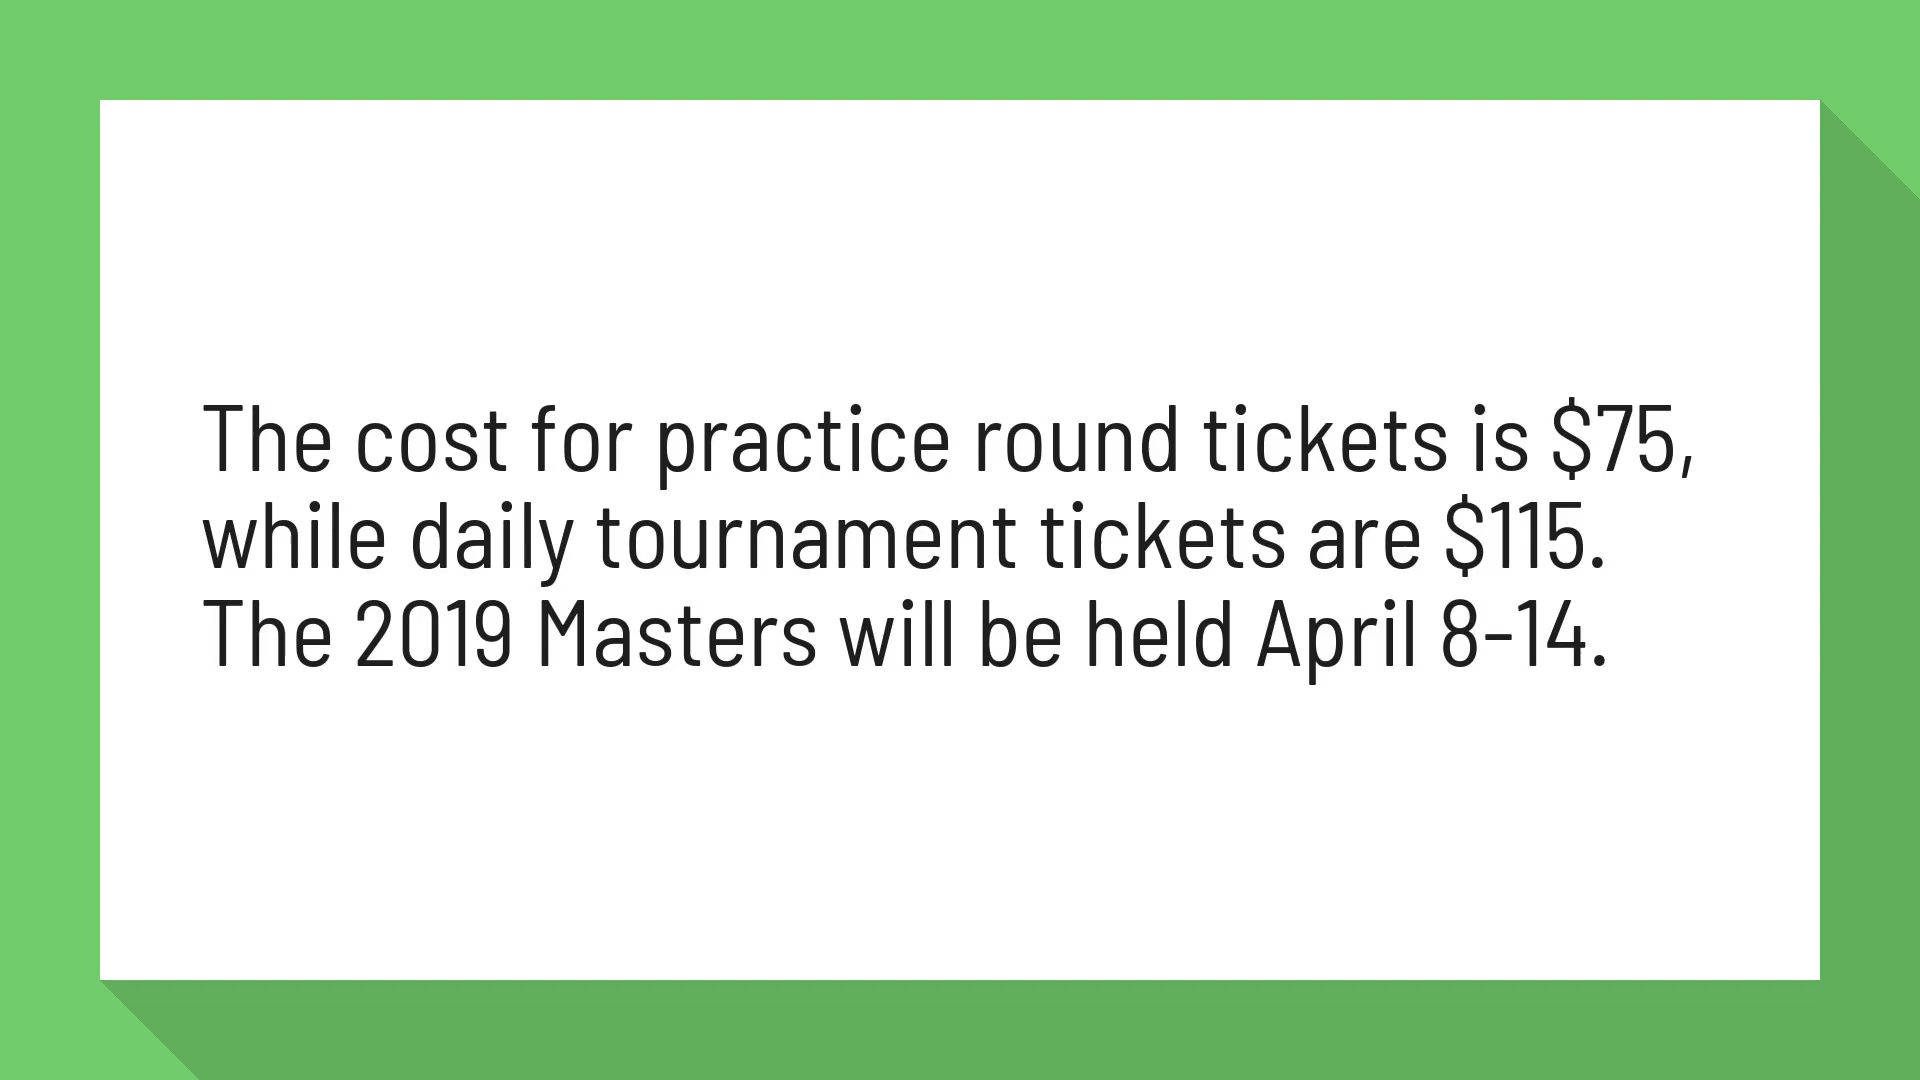 The cost for practice round tickets is $75,
while daily tournament tickets are $115.
The 2019 Masters will be held April 8-14.